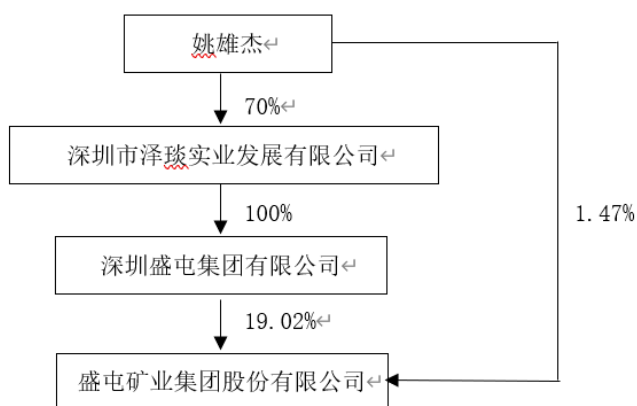 姚雄杰
70%
深圳市泽琰实业发展有限公司
100%
深圳盛屯集团有限公司
1.47%
19.02%
盛屯矿业集团股份有限公司